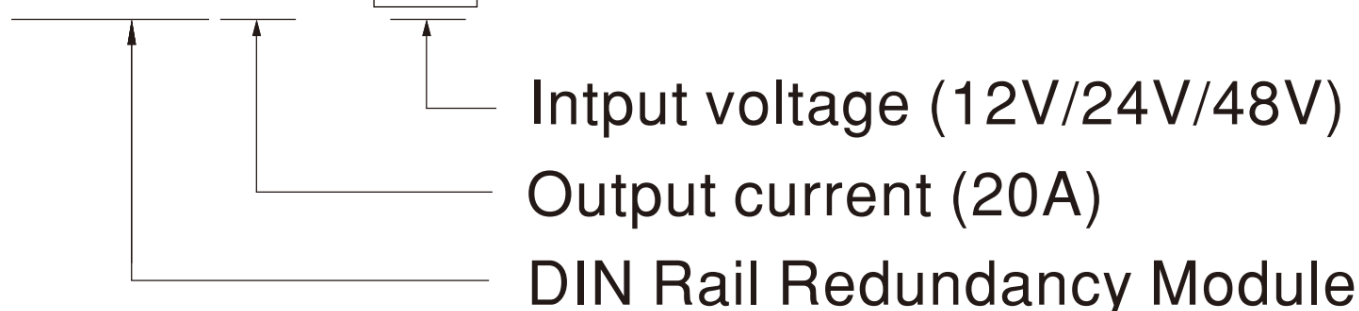 Intput voltage (12V/24V/48V)
Output current (20A)
DIN Rail Redundancy Module